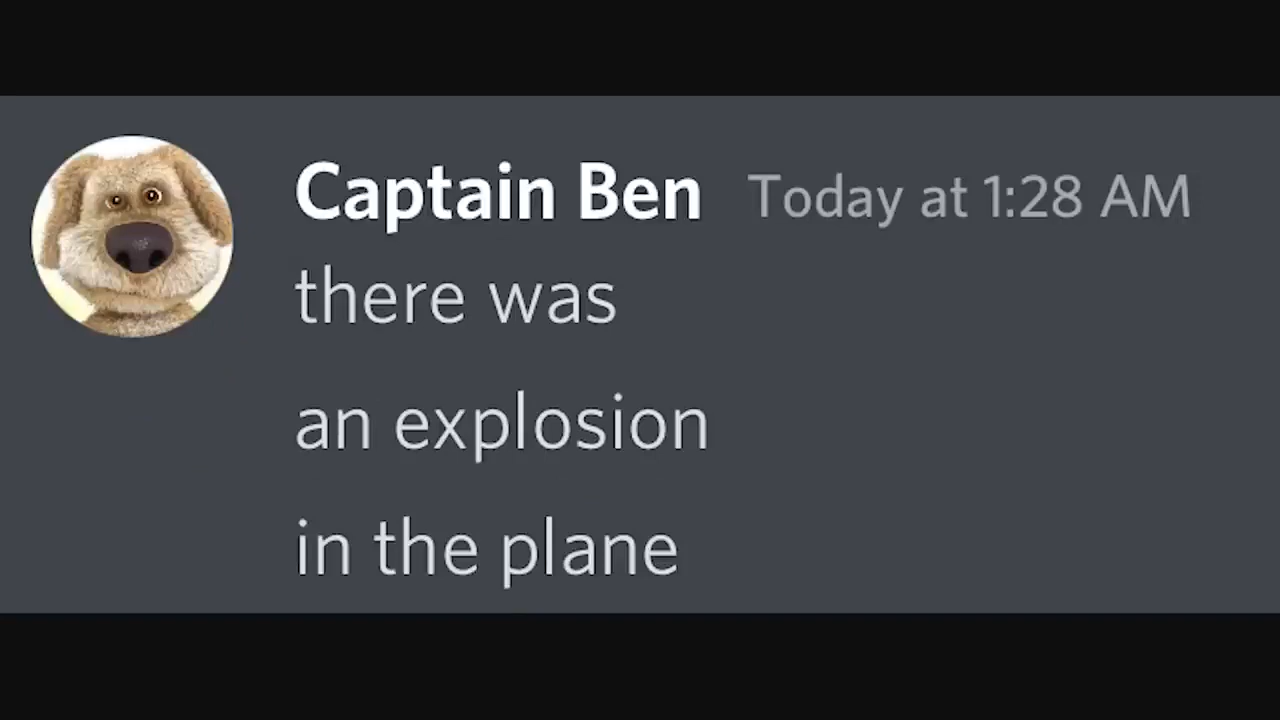 Captain Ben Today at 1:28 AM
there was
an explosion
in the plane